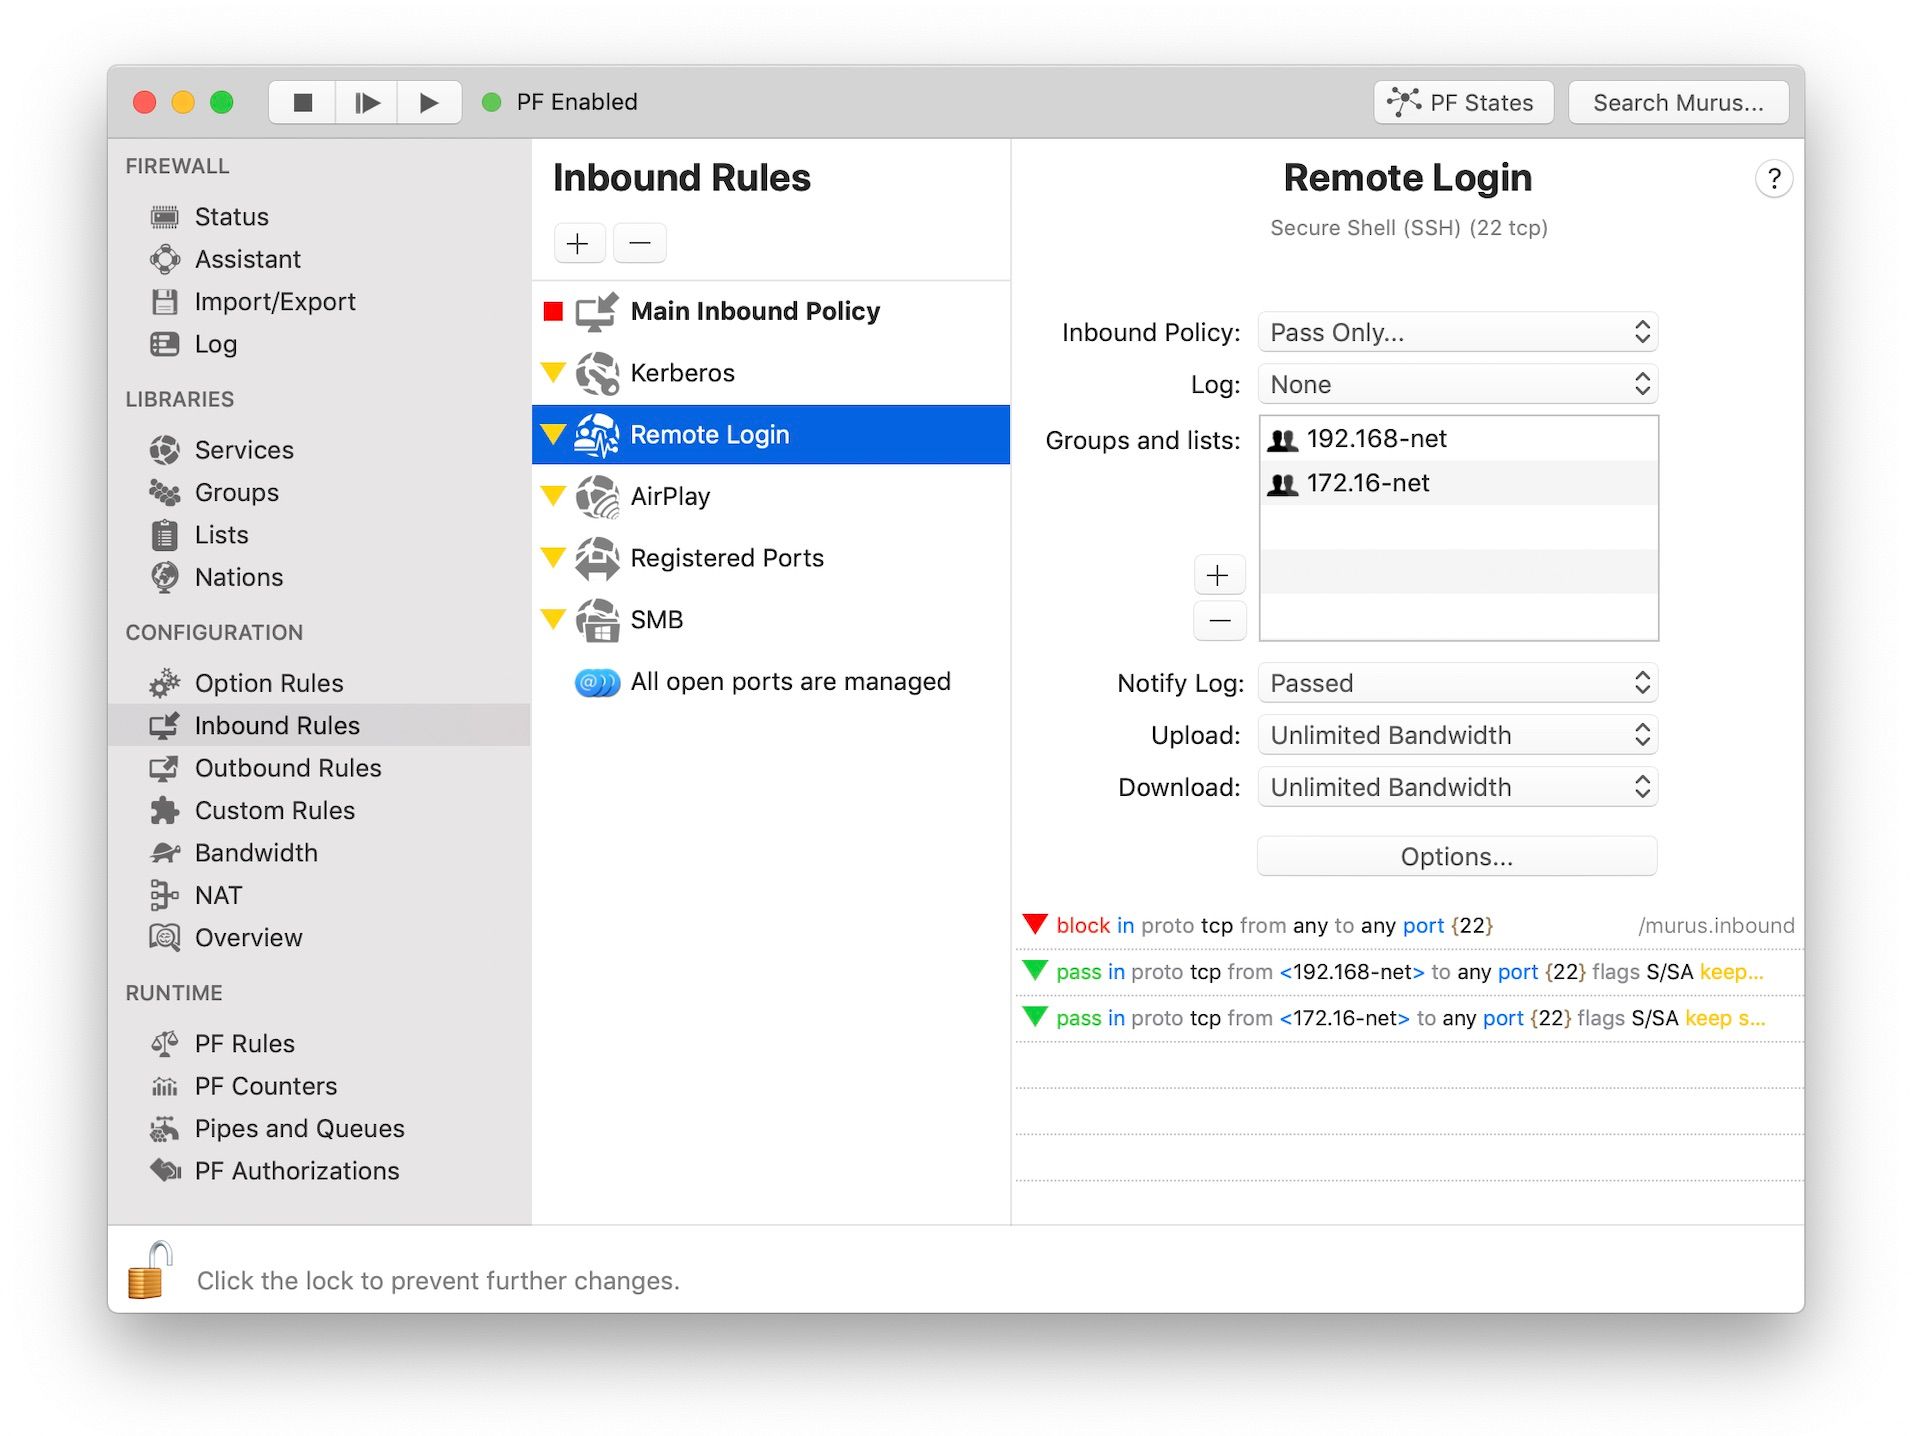 PF Enabled
PF States
Search Murus...
FIREWALL
Status
Assistant
Import/Export
Log
LIBRARIES
Services
Groups
Lists
Nations
CONFIGURATION
Option Rules
Inbound Rules
Outbound Rules
Custom Rules
Bandwidth
NAT
Overview
RUNTIME
PF Rules
PF Counters
Pipes and Queues
PF Authorizations
Inbound Rules
Main Inbound Policy
Kerberos
Remote Login
AirPlay
Registered Ports
SMB
All open ports are managed
Remote Login
?
Secure Shell (SSH) (22 tcp)
Inbound Policy: Pass Only...
Log: None
Groups and lists: 192.168-net
172.16-net
Notify Log: Passed
Upload: Unlimited Bandwidth
Download: Unlimited Bandwidth
Options...
block in proto tcp from any to any port {22} /murus.inbound
pass in proto tcp from <192.168-net> to any port {22} flags S/SA keep...
pass in proto tcp from <172.16-net> to any port {22} flags S/SA keep s...
Click the lock to prevent further changes.